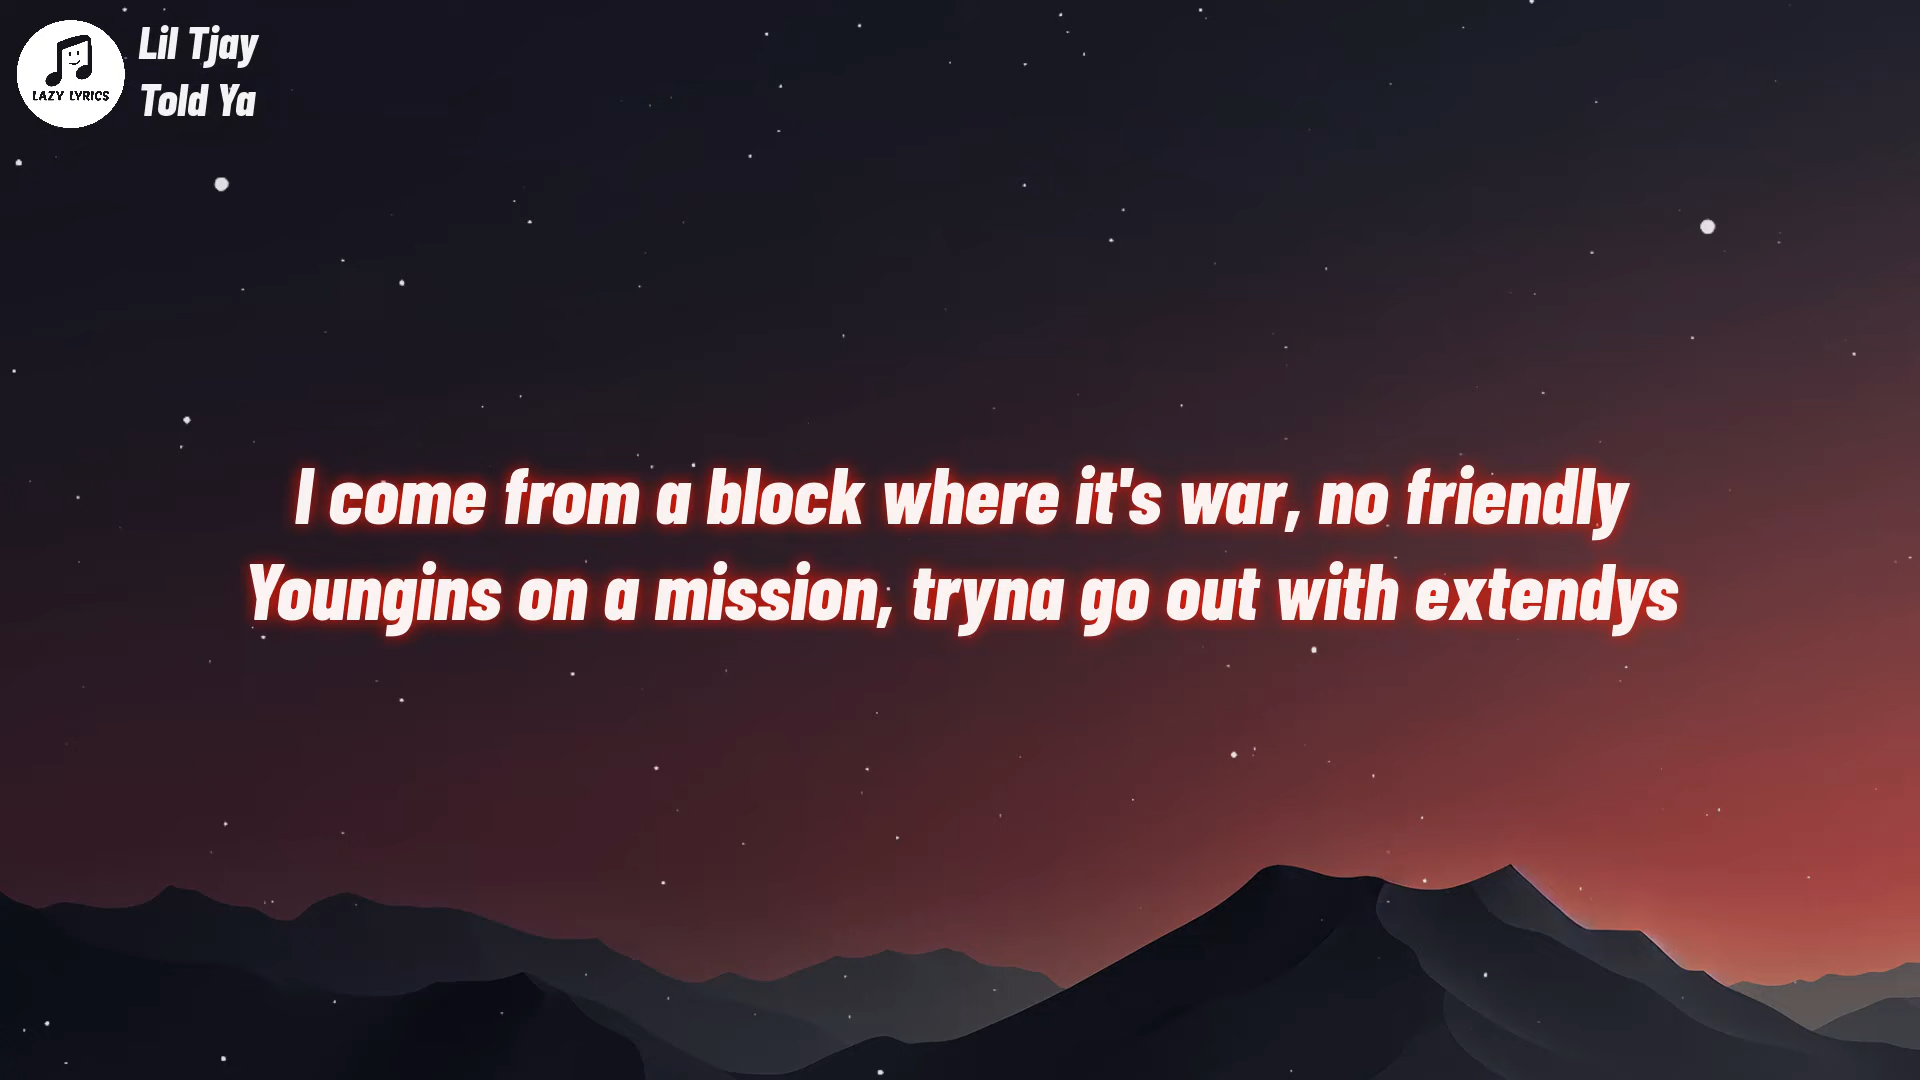 Lil Tjay
Told Ya
LAZY LYRICS
I come from a block where it's war, no friendly
Youngins on a mission, tryna go out with extendys